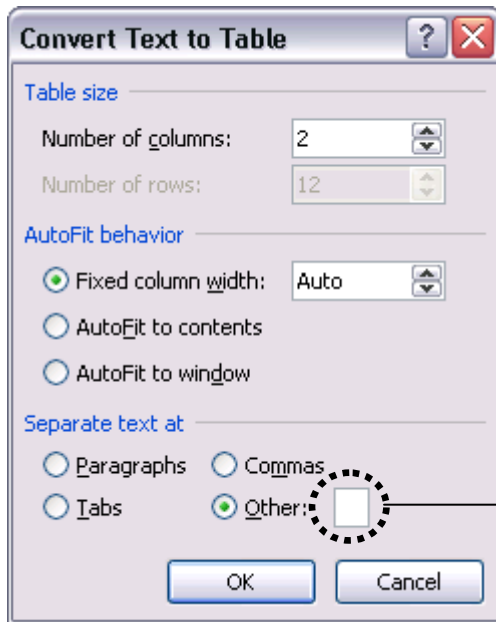 Convert Text to Table ?
Table size
Number of columns: 2
Number of rows: 12
AutoFit behavior
Fixed column width: Auto
AutoFit to contents
AutoFit to window
Separate text at
Paragraphs Commas
Tabs Other:
OK Cancel